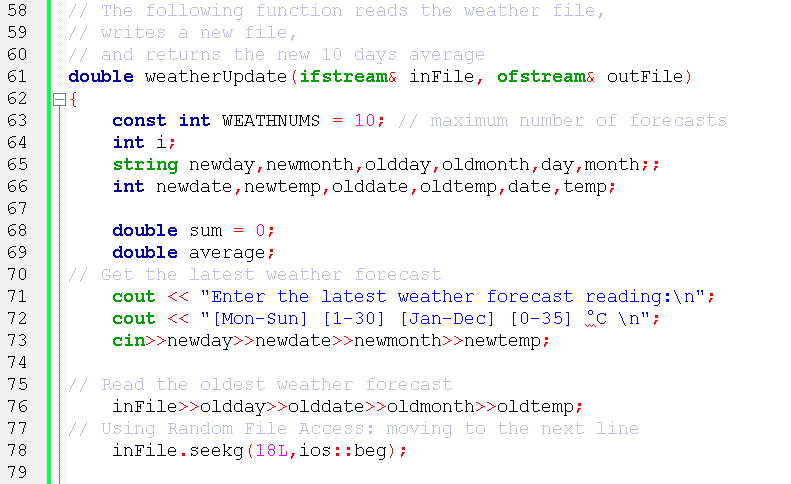 58 // The following function reads the weather file,
59 // writes a new file,
60 // and returns the new 10 days average
61 double weatherUpdate(ifstream& inFile, ofstream& outFile)
62 {
63 const int WEATHNUMS = 10; // maximum number of forecasts
64 int i;
65 string newday,newmonth,oldday,oldmonth,day,month;;
66 int newdate,newtemp,olddate,oldtemp,date,temp;
67
68 double sum = 0;
69 double average;
70 // Get the latest weather forecast
71 cout << "Enter the latest weather forecast reading:\n";
72 cout << "[Mon-Sun] [1-30] [Jan-Dec] [0-35] °C \n";
73 cin>>newday>>newdate>>newmonth>>newtemp;
74
75 // Read the oldest weather forecast
76 inFile>>oldday>>olddate>>oldmonth>>oldtemp;
77 // Using Random File Access: moving to the next line
78 inFile.seekg(18L,ios::beg);
79